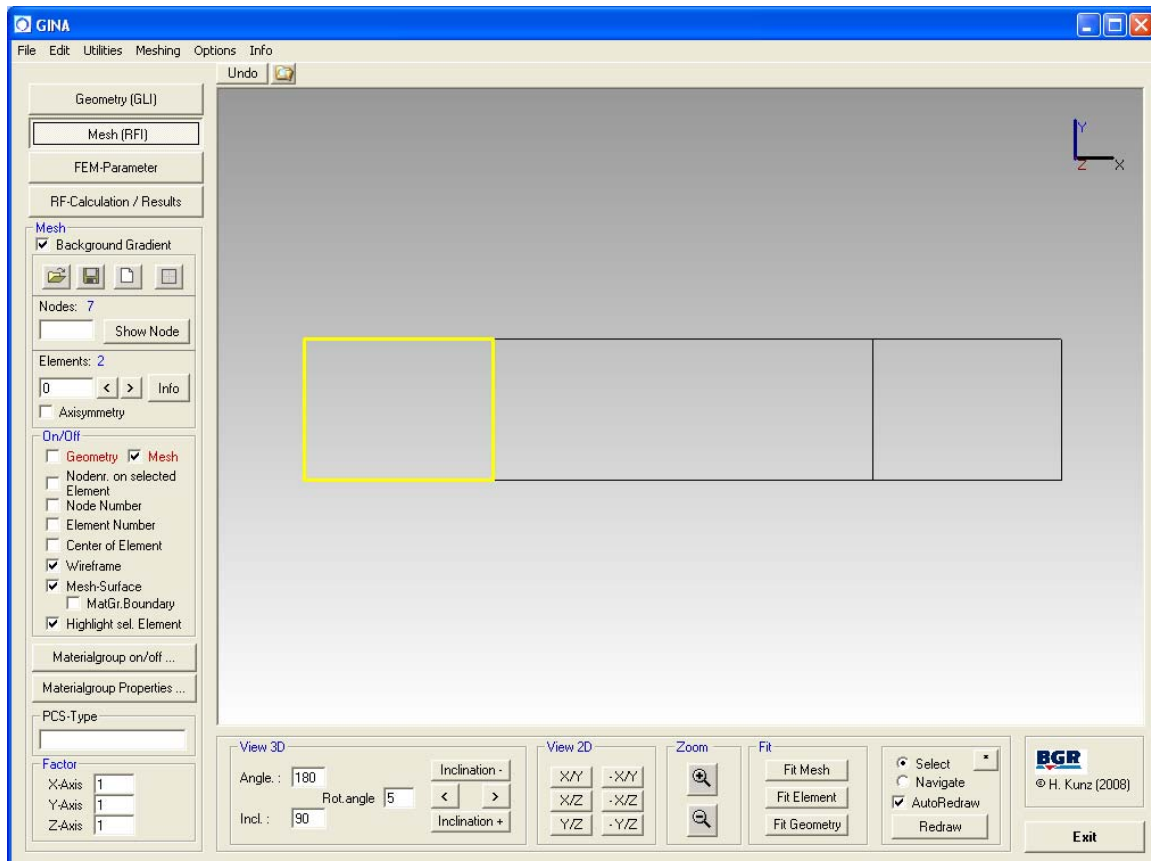 GINA
File Edit Utilities Meshing Options Info
Undo
Geometry (GLI)
Mesh (RFI)
FEM-Parameter
RF-Calculation / Results
Mesh
Background Gradient
Nodes: 7
Show Node
Elements: 2
0 < > Info
Axisymmetry
On/Off
Geometry Mesh
Nodenr. on selected
Element
Node Number
Element Number
Center of Element
Wireframe
Mesh-Surface
MatGr.Boundary
Highlight sel. Element
Materialgroup on/off ...
Materialgroup Properties ...
PCS-Type
Factor
X-Axis 1
Y-Axis 1
Z-Axis 1
Y
Z X
View 3D
Angle. : 180
Rot.angle 5
Incl. : 90
Inclination -
< >
Inclination +
View 2D
X/Y -X/Y
X/Z -X/Z
Y/Z -Y/Z
Zoom
Fit
Fit Mesh
Fit Element
Fit Geometry
Select *
Navigate
AutoRedraw
Redraw
BGR
© H. Kunz (2008)
Exit